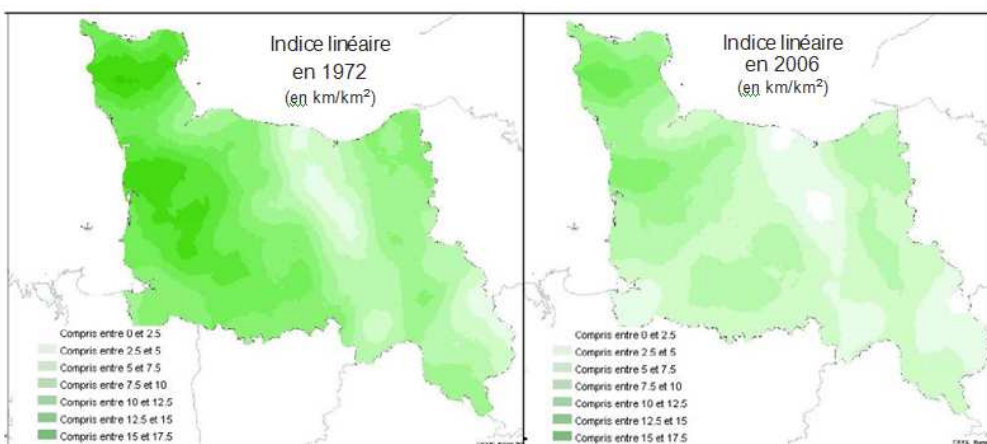 Indice linéaire
en 1972
(en km/km²)
Compris entre 0 et 2.5
Compris entre 2.5 et 5
Compris entre 5 et 7.5
Compris entre 7.5 et 10
Compris entre 10 et 12.5
Compris entre 12.5 et 15
Compris entre 15 et 17.5
Indice linéaire
en 2006
(en km/km²)
Compris entre 0 et 2.5
Compris entre 2.5 et 5
Compris entre 5 et 7.5
Compris entre 7.5 et 10
Compris entre 10 et 12.5
Compris entre 12.5 et 15
Compris entre 15 et 17.5